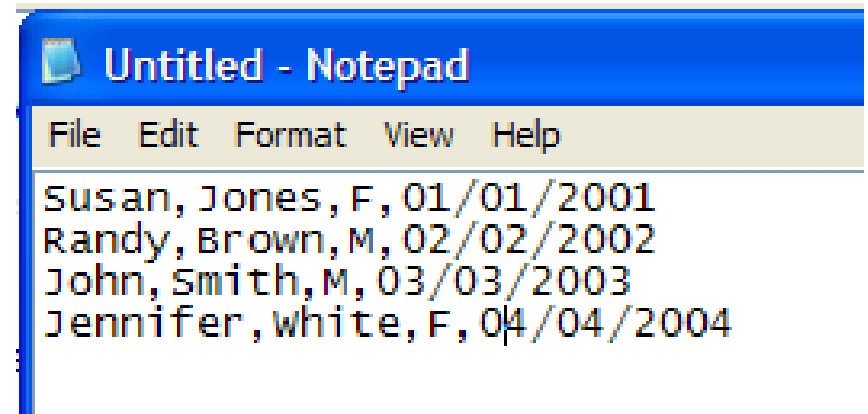 Untitled - Notepad
File Edit Format View Help
Susan,Jones,F,01/01/2001
Randy,Brown,M,02/02/2002
John,Smith,M,03/03/2003
Jennifer,White,F,04/04/2004